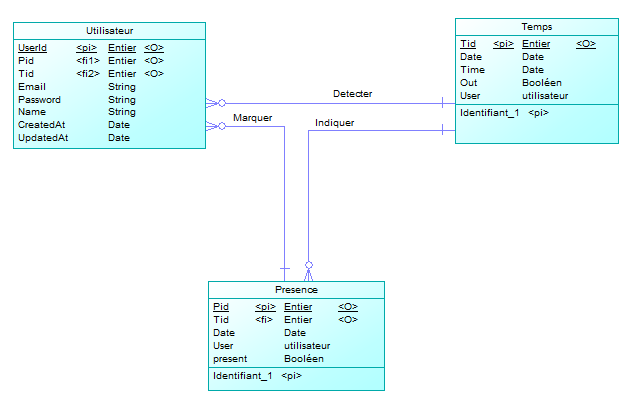 Utilisateur
UserId <pi> Entier <O>
Pid <fi1> Entier <O>
Tid <fi2> Entier <O>
Email String
Password String
Name String
CreatedAt Date
UpdatedAt Date
Temps
Tid <pi> Entier <O>
Date Date
Time Date
Out Booléen
User utilisateur
Identifiant_1 <pi>
Detecter
Marquer
Indiquer
Presence
Pid <pi> Entier <O>
Tid <fi> Entier <O>
Date Date
User utilisateur
present Booléen
Identifiant_1 <pi>